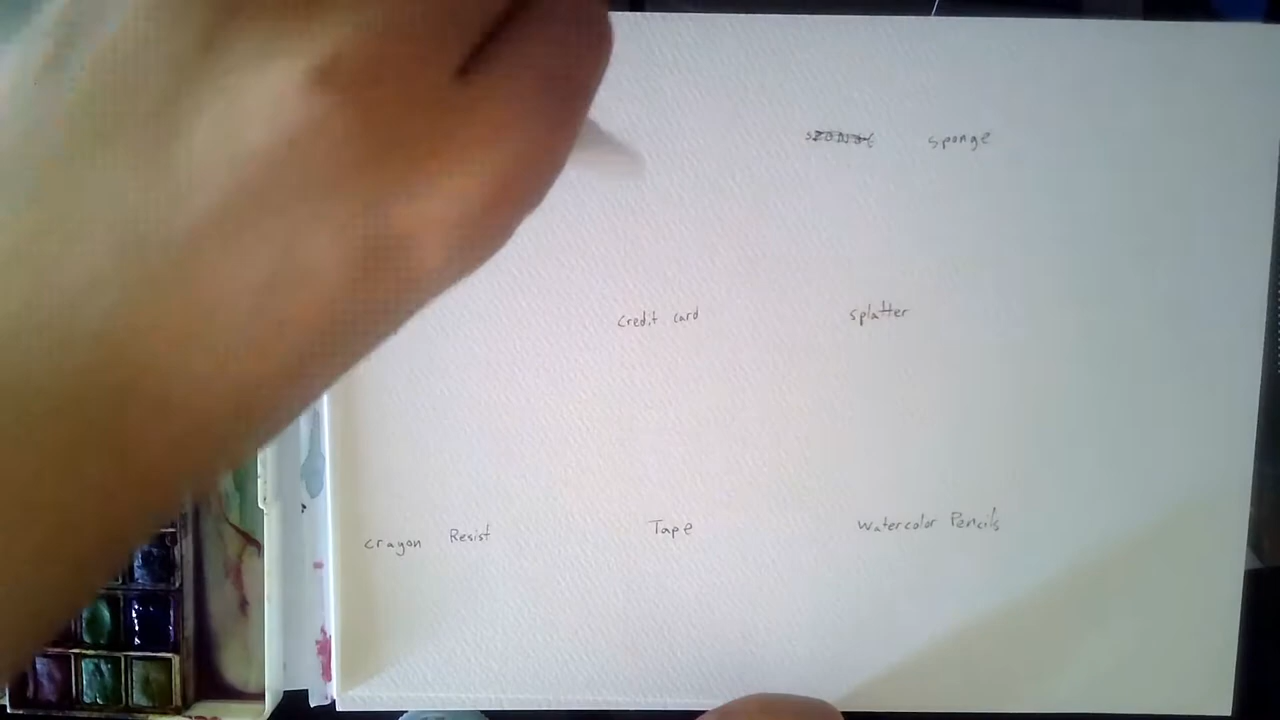 sponge
credit card
splatter
crayon Resist
Tape
Watercolor Pencils